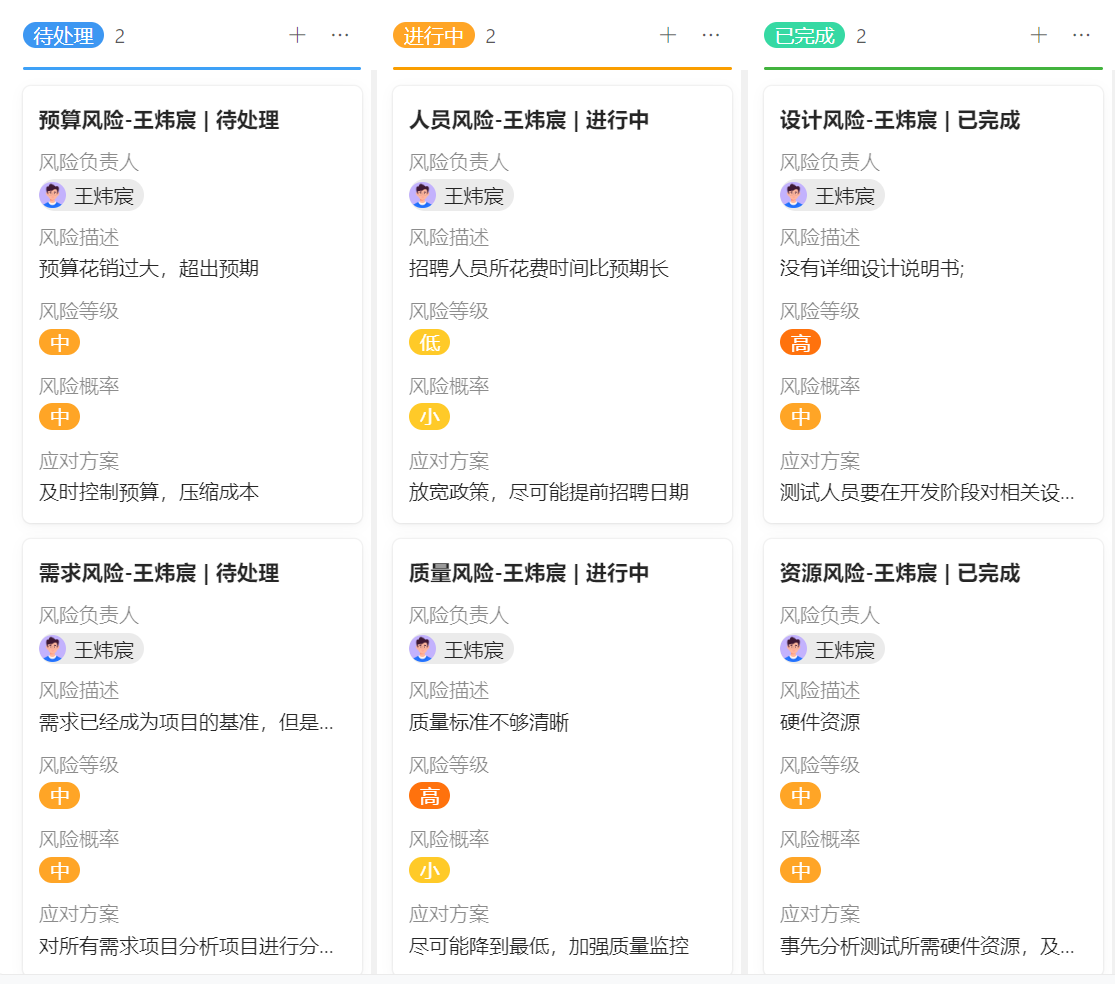 待处理 2
预算风险-王炜宸 | 待处理
风险负责人
王炜宸
风险描述
预算花销过大，超出预期
风险等级
中
风险概率
中
应对方案
及时控制预算，压缩成本
需求风险-王炜宸 | 待处理
风险负责人
王炜宸
风险描述
需求已经成为项目的基准，但是...
风险等级
中
风险概率
中
应对方案
对所有需求项目分析项目进行分...
进行中 2
人员风险-王炜宸 | 进行中
风险负责人
王炜宸
风险描述
招聘人员所花费时间比预期长
风险等级
低
风险概率
小
应对方案
放宽政策，尽可能提前招聘日期
质量风险-王炜宸 | 进行中
风险负责人
王炜宸
风险描述
质量标准不够清晰
风险等级
高
风险概率
小
应对方案
尽可能降到最低，加强质量监控
已完成 2
设计风险-王炜宸 | 已完成
风险负责人
王炜宸
风险描述
没有详细设计说明书;
风险等级
高
风险概率
中
应对方案
测试人员要在开发阶段对相关设...
资源风险-王炜宸 | 已完成
风险负责人
王炜宸
风险描述
硬件资源
风险等级
中
风险概率
中
应对方案
事先分析测试所需硬件资源，及...